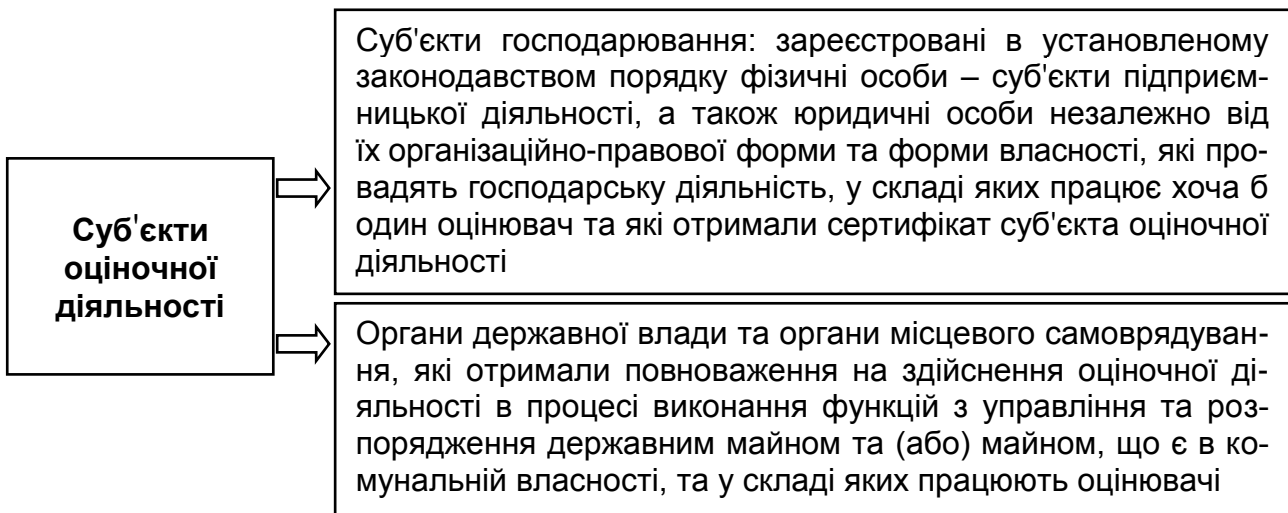 Суб'єкти
оціночної
діяльності
Суб'єкти господарювання: зареєстровані в установленому
законодавством порядку фізичні особи – суб'єкти підприєм-
ницької діяльності, а також юридичні особи незалежно від
їх організаційно-правової форми та форми власності, які про-
вадять господарську діяльність, у складі яких працює хоча б
один оцінювач та які отримали сертифікат суб'єкта оціночної
діяльності
Органи державної влади та органи місцевого самоврядуван-
ня, які отримали повноваження на здійснення оціночної ді-
яльності в процесі виконання функцій з управління та роз-
порядження державним майном та (або) майном, що є в ко-
мунальній власності, та у складі яких працюють оцінювачі